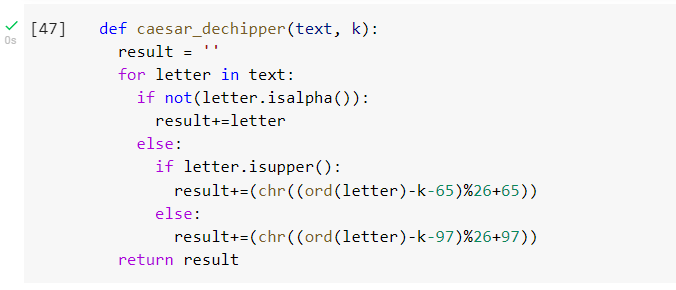 [47] def caesar_dechipper(text, k):
0s
result = ''
for letter in text:
if not(letter.isalpha()):
result+=letter
else:
if letter.isupper():
result+=(chr((ord(letter)-k-65)%26+65))
else:
result+=(chr((ord(letter)-k-97)%26+97))
return result